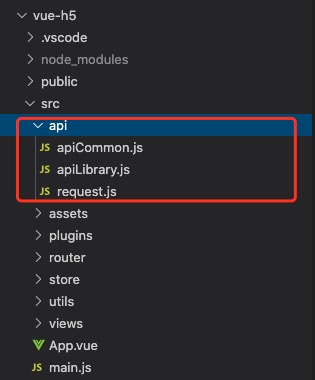 vue-h5
.vscode
node_modules
public
src
api
JS apiCommon.js
JS apiLibrary.js
JS request.js
assets
plugins
router
store
utils
views
App.vue
JS main.js